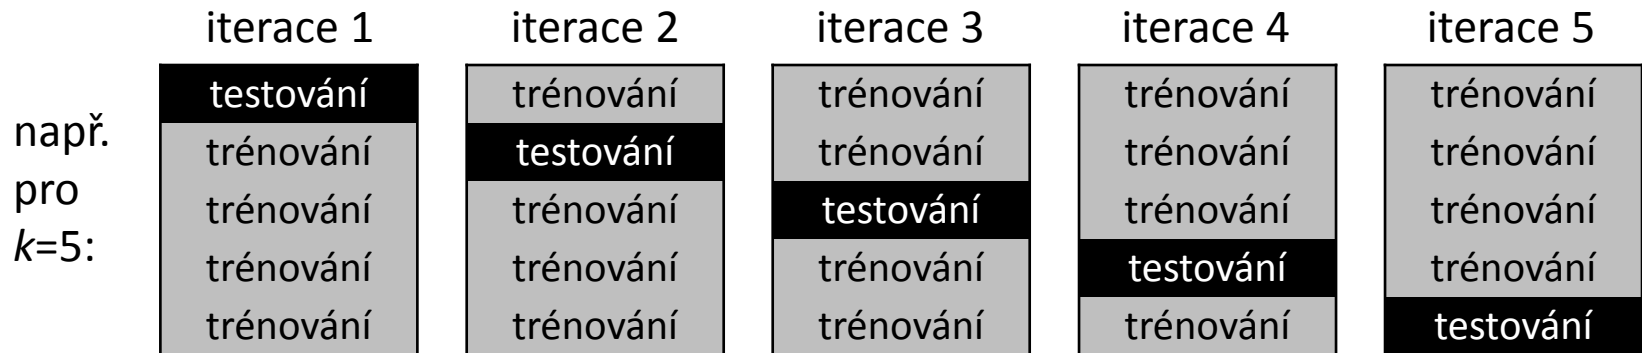 iterace 1 iterace 2 iterace 3 iterace 4 iterace 5
např.
pro
k=5:
testování trénování trénování trénování trénování
trénování testování trénování trénování trénování
trénování trénování testování trénování trénování
trénování trénování trénování testování trénování
trénování trénování trénování trénování testování